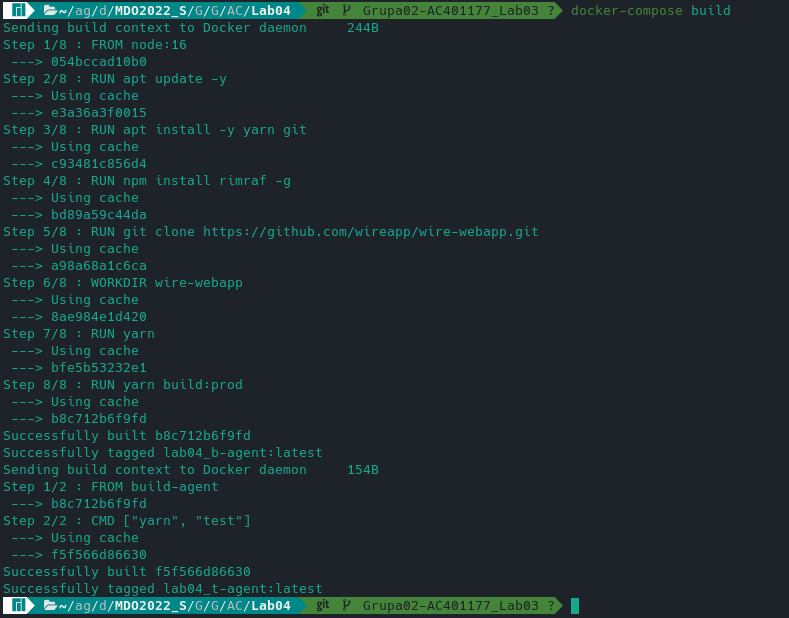 ~/ag/d/MDO2022_S/G/G/AC/Lab04 git Grupa02-AC401177_Lab03 ? docker-compose build
Sending build context to Docker daemon     244B
Step 1/8 : FROM node:16
 ---> 054bccad10b0
Step 2/8 : RUN apt update -y
 ---> Using cache
 ---> e3a36a3f0015
Step 3/8 : RUN apt install -y yarn git
 ---> Using cache
 ---> c93481c856d4
Step 4/8 : RUN npm install rimraf -g
 ---> Using cache
 ---> bd89a59c44da
Step 5/8 : RUN git clone https://github.com/wireapp/wire-webapp.git
 ---> Using cache
 ---> a98a68a1c6ca
Step 6/8 : WORKDIR wire-webapp
 ---> Using cache
 ---> 8ae984e1d420
Step 7/8 : RUN yarn
 ---> Using cache
 ---> bfe5b53232e1
Step 8/8 : RUN yarn build:prod
 ---> Using cache
 ---> b8c712b6f9fd
Successfully built b8c712b6f9fd
Successfully tagged lab04_b-agent:latest
Sending build context to Docker daemon     154B
Step 1/2 : FROM build-agent
 ---> b8c712b6f9fd
Step 2/2 : CMD ["yarn", "test"]
 ---> Using cache
 ---> f5f566d86630
Successfully built f5f566d86630
Successfully tagged lab04_t-agent:latest
~/ag/d/MDO2022_S/G/G/AC/Lab04 git Grupa02-AC401177_Lab03 ?